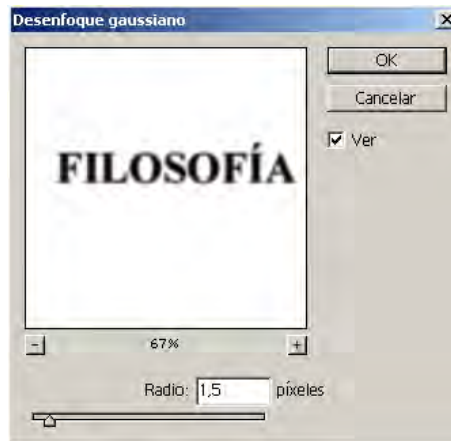 Desenfoque gaussiano
OK
Cancelar
Ver
FILOSOFÍA
- 67% +
Radio: 1,5 píxeles